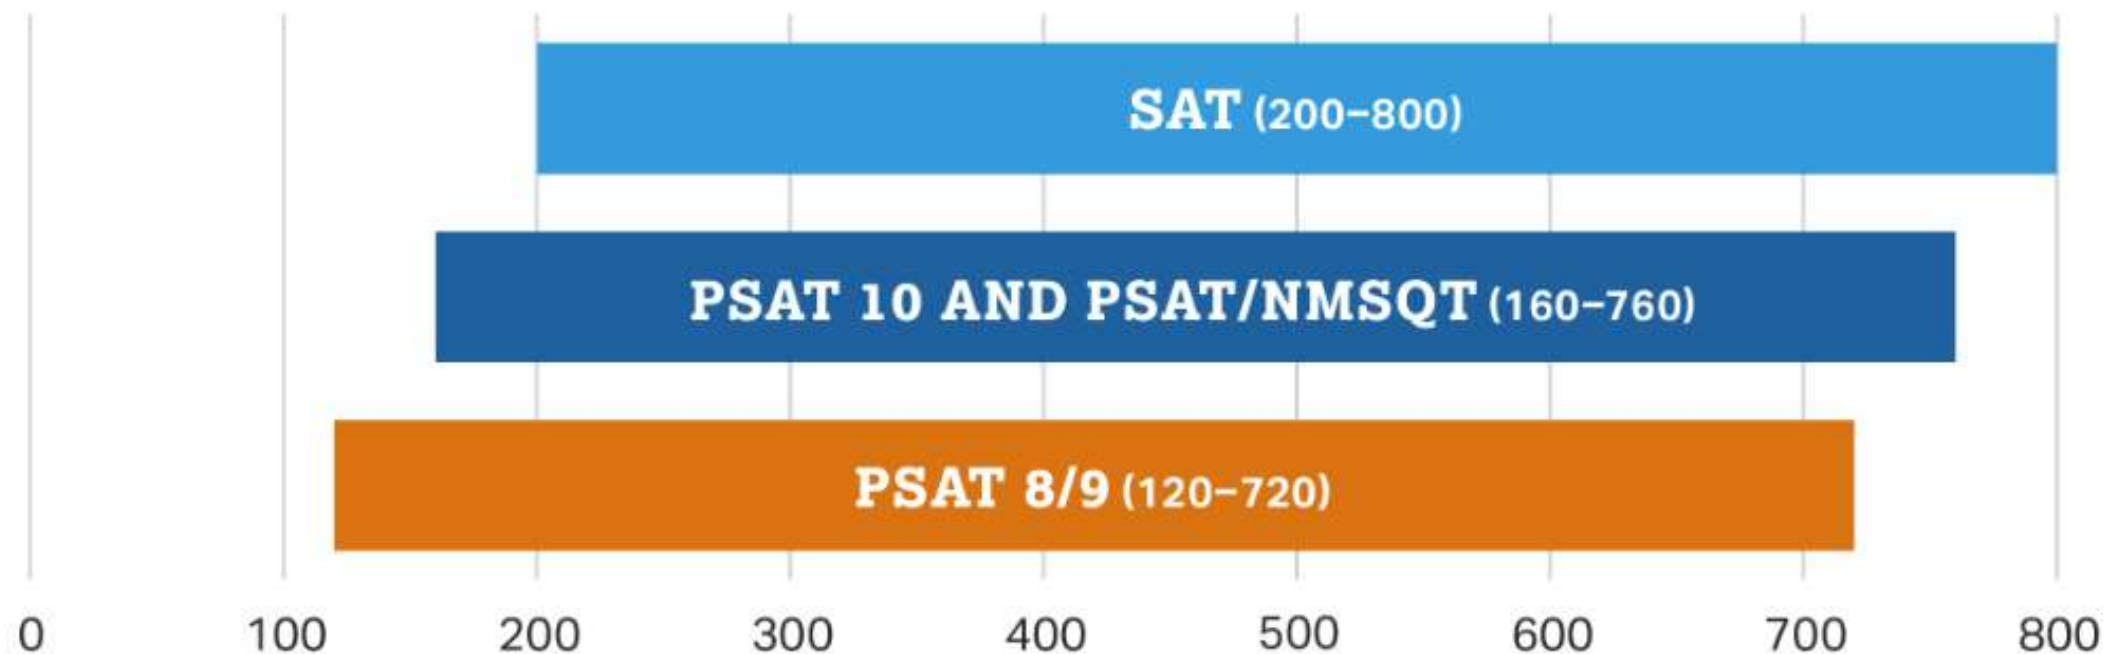 SAT (200–800)
PSAT 10 AND PSAT/NMSQT (160–760)
PSAT 8/9 (120–720)
0 100 200 300 400 500 600 700 800